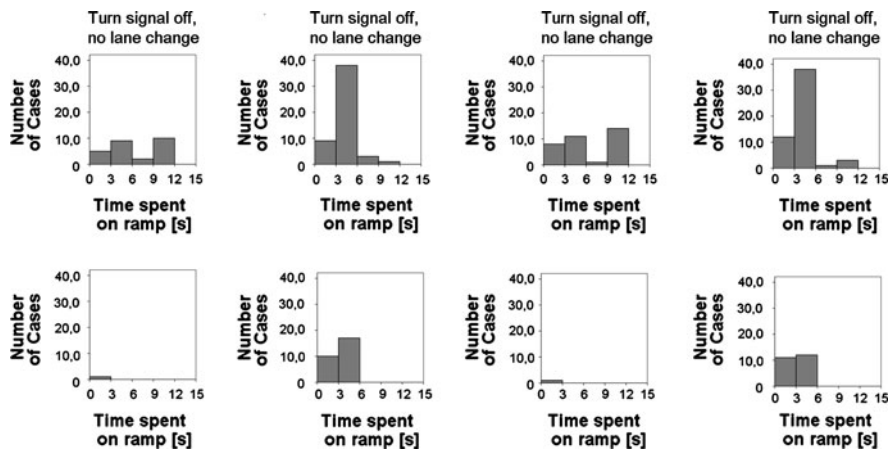 Turn signal off,
no lane change
Number
of Cases
40,0
30,0
20,0
10,0
0
0 3 6 9 12 15
Time spent
on ramp [s]
Turn signal off,
no lane change
Number
of Cases
40,0
30,0
20,0
10,0
0
0 3 6 9 12 15
Time spent
on ramp [s]
Turn signal off,
no lane change
Number
of Cases
40,0
30,0
20,0
10,0
0
0 3 6 9 12 15
Time spent
on ramp [s]
Turn signal off,
no lane change
Number
of Cases
40,0
30,0
20,0
10,0
0
0 3 6 9 12 15
Time spent
on ramp [s]
Number
of Cases
40,0
30,0
20,0
10,0
0
0 3 6 9 12 15
Time spent
on ramp [s]
Number
of Cases
40,0
30,0
20,0
10,0
0
0 3 6 9 12 15
Time spent
on ramp [s]
Number
of Cases
40,0
30,0
20,0
10,0
0
0 3 6 9 12 15
Time spent
on ramp [s]
Number
of Cases
40,0
30,0
20,0
10,0
0
0 3 6 9 12 15
Time spent
on ramp [s]